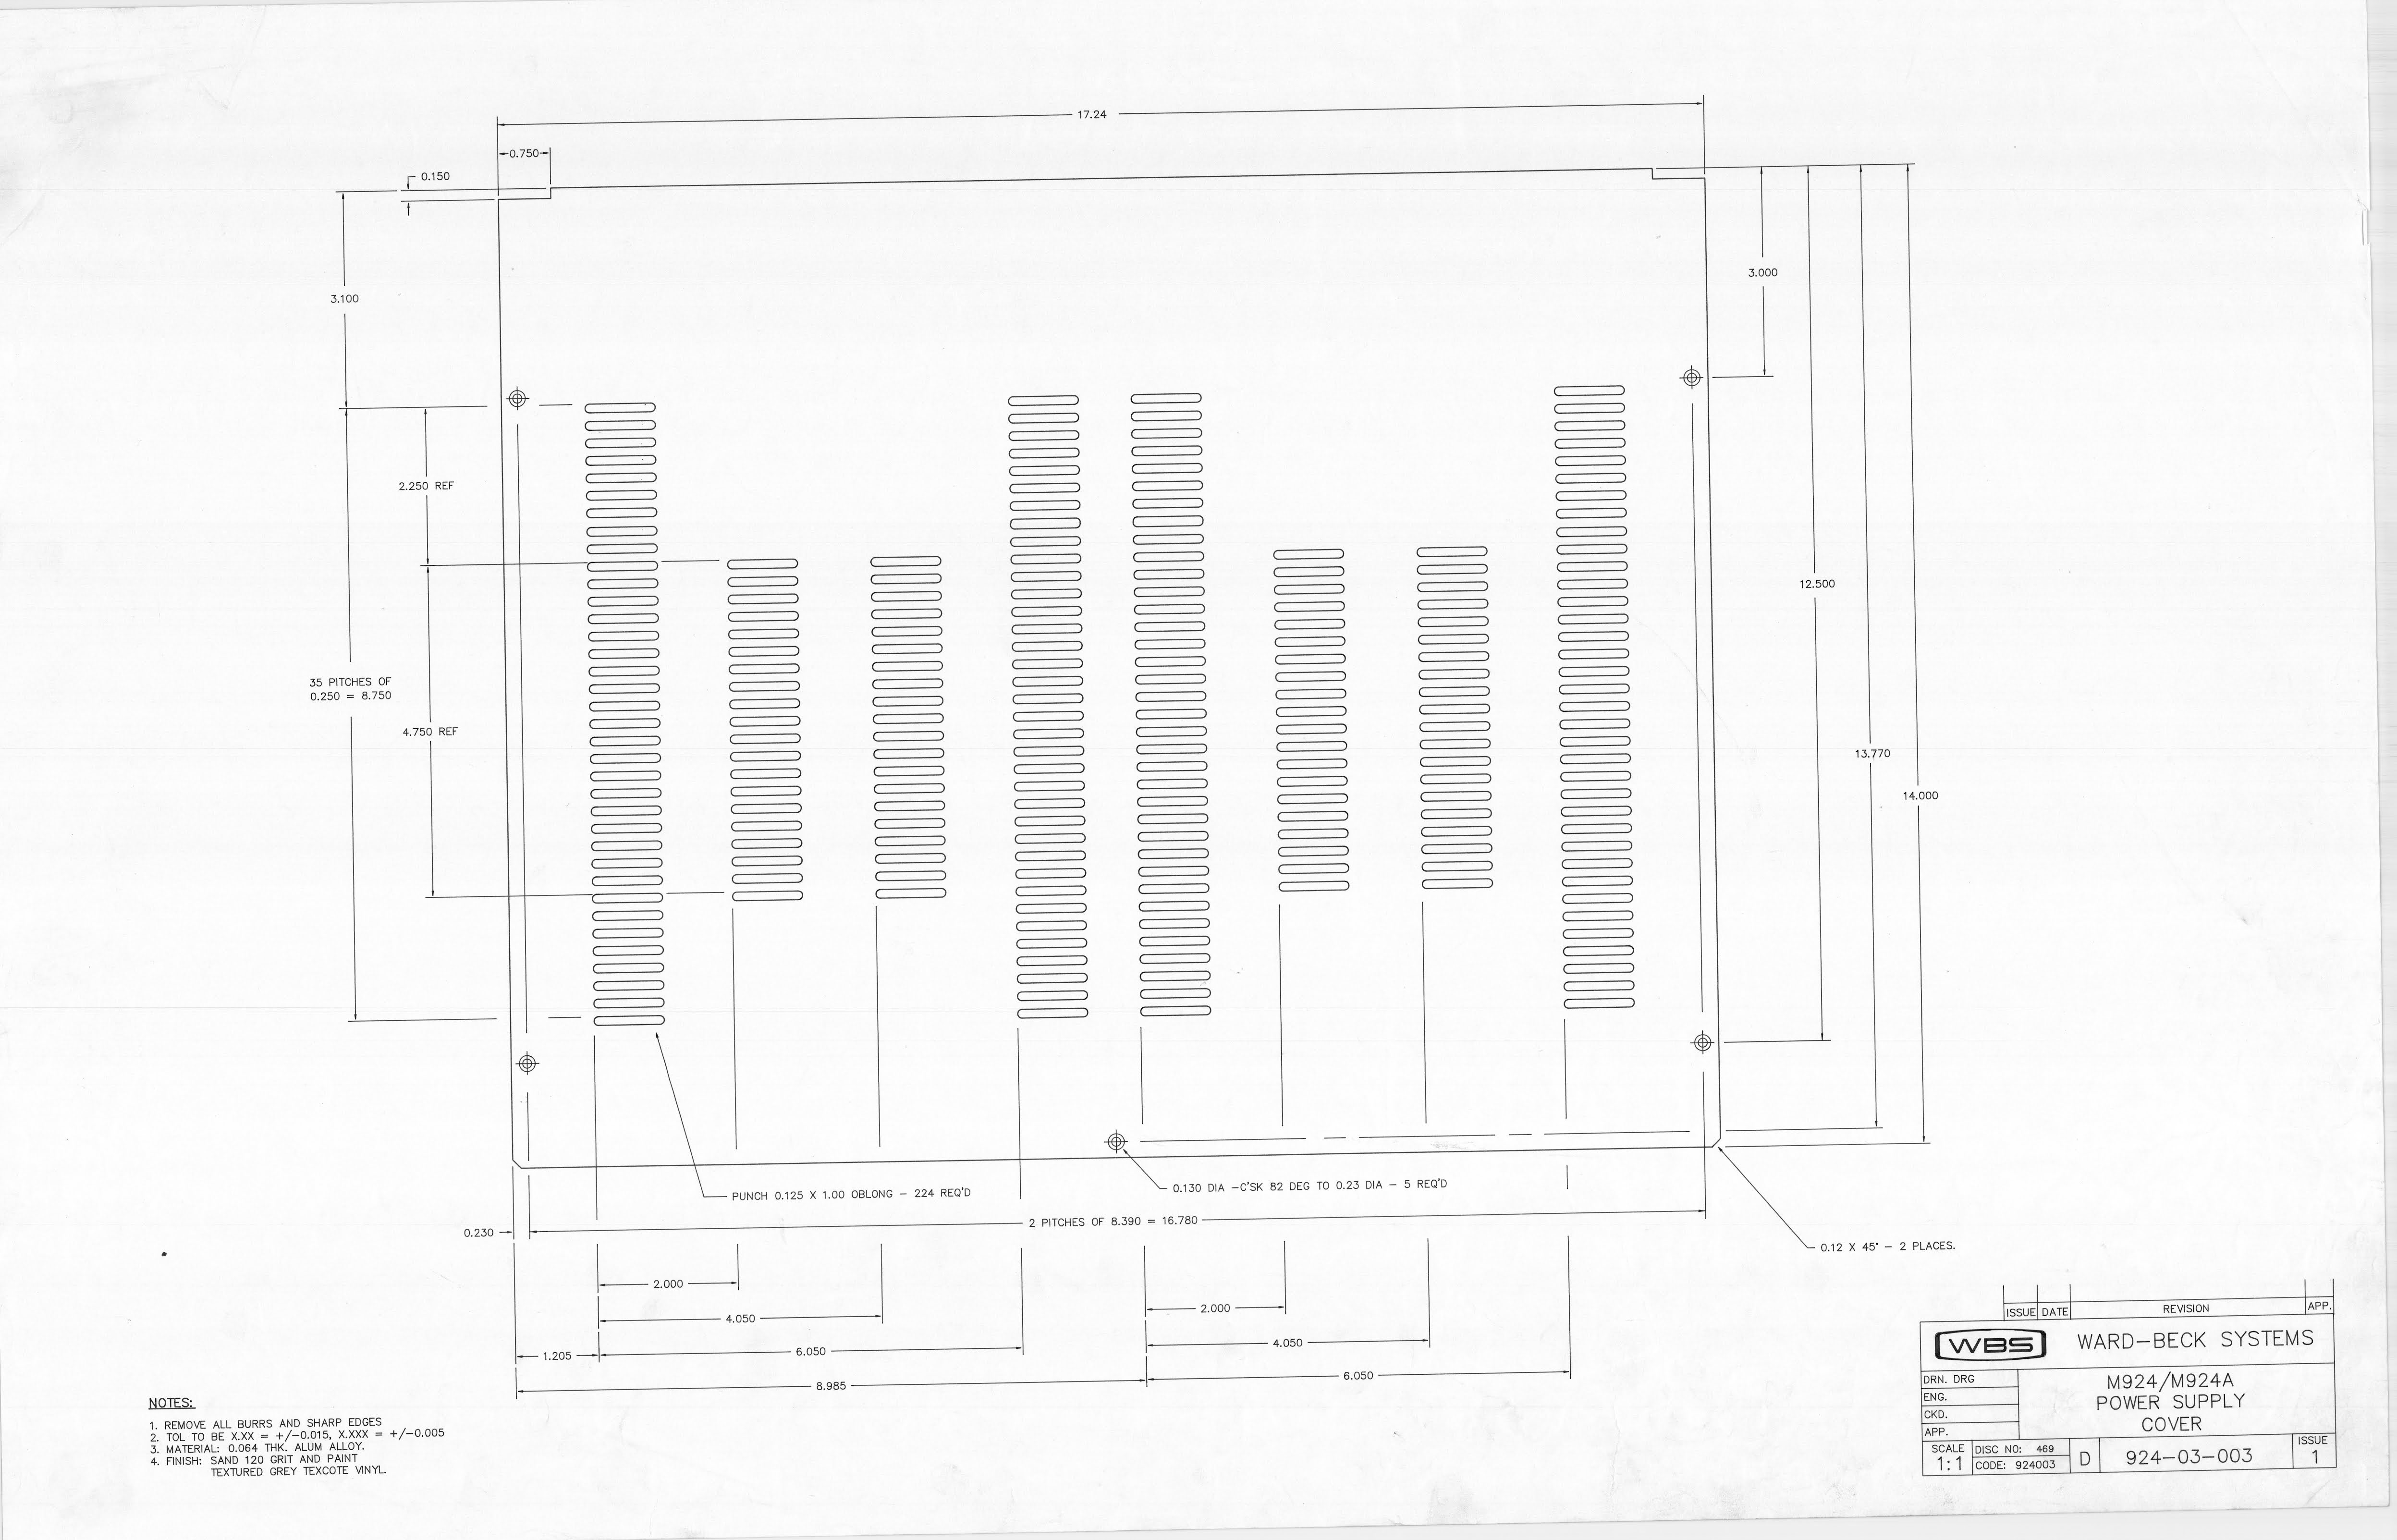 17.24
0.750
0.150
3.000
3.100
2.250 REF
12.500
35 PITCHES OF
0.250 = 8.750
4.750 REF
13.770
14.000
PUNCH 0.125 X 1.00 OBLONG – 224 REQ'D
0.130 DIA –C'SK 82 DEG TO 0.23 DIA – 5 REQ'D
2 PITCHES OF 8.390 = 16.780
0.230
0.12 X 45° – 2 PLACES.
2.000
2.000
4.050
4.050
1.205
6.050
6.050
8.985
NOTES:
1. REMOVE ALL BURRS AND SHARP EDGES
2. TOL TO BE X.XX = +/-0.015, X.XXX = +/-0.005
3. MATERIAL: 0.064 THK. ALUM ALLOY.
4. FINISH: SAND 120 GRIT AND PAINT
TEXTURED GREY TEXCOTE VINYL.
ISSUE DATE REVISION APP.
WBS WARD-BECK SYSTEMS
DRN. DRG
ENG.
CKD.
APP.
M924/M924A
POWER SUPPLY
COVER
SCALE
1:1
DISC NO: 469
CODE: 924003
D
924-03-003
ISSUE
1